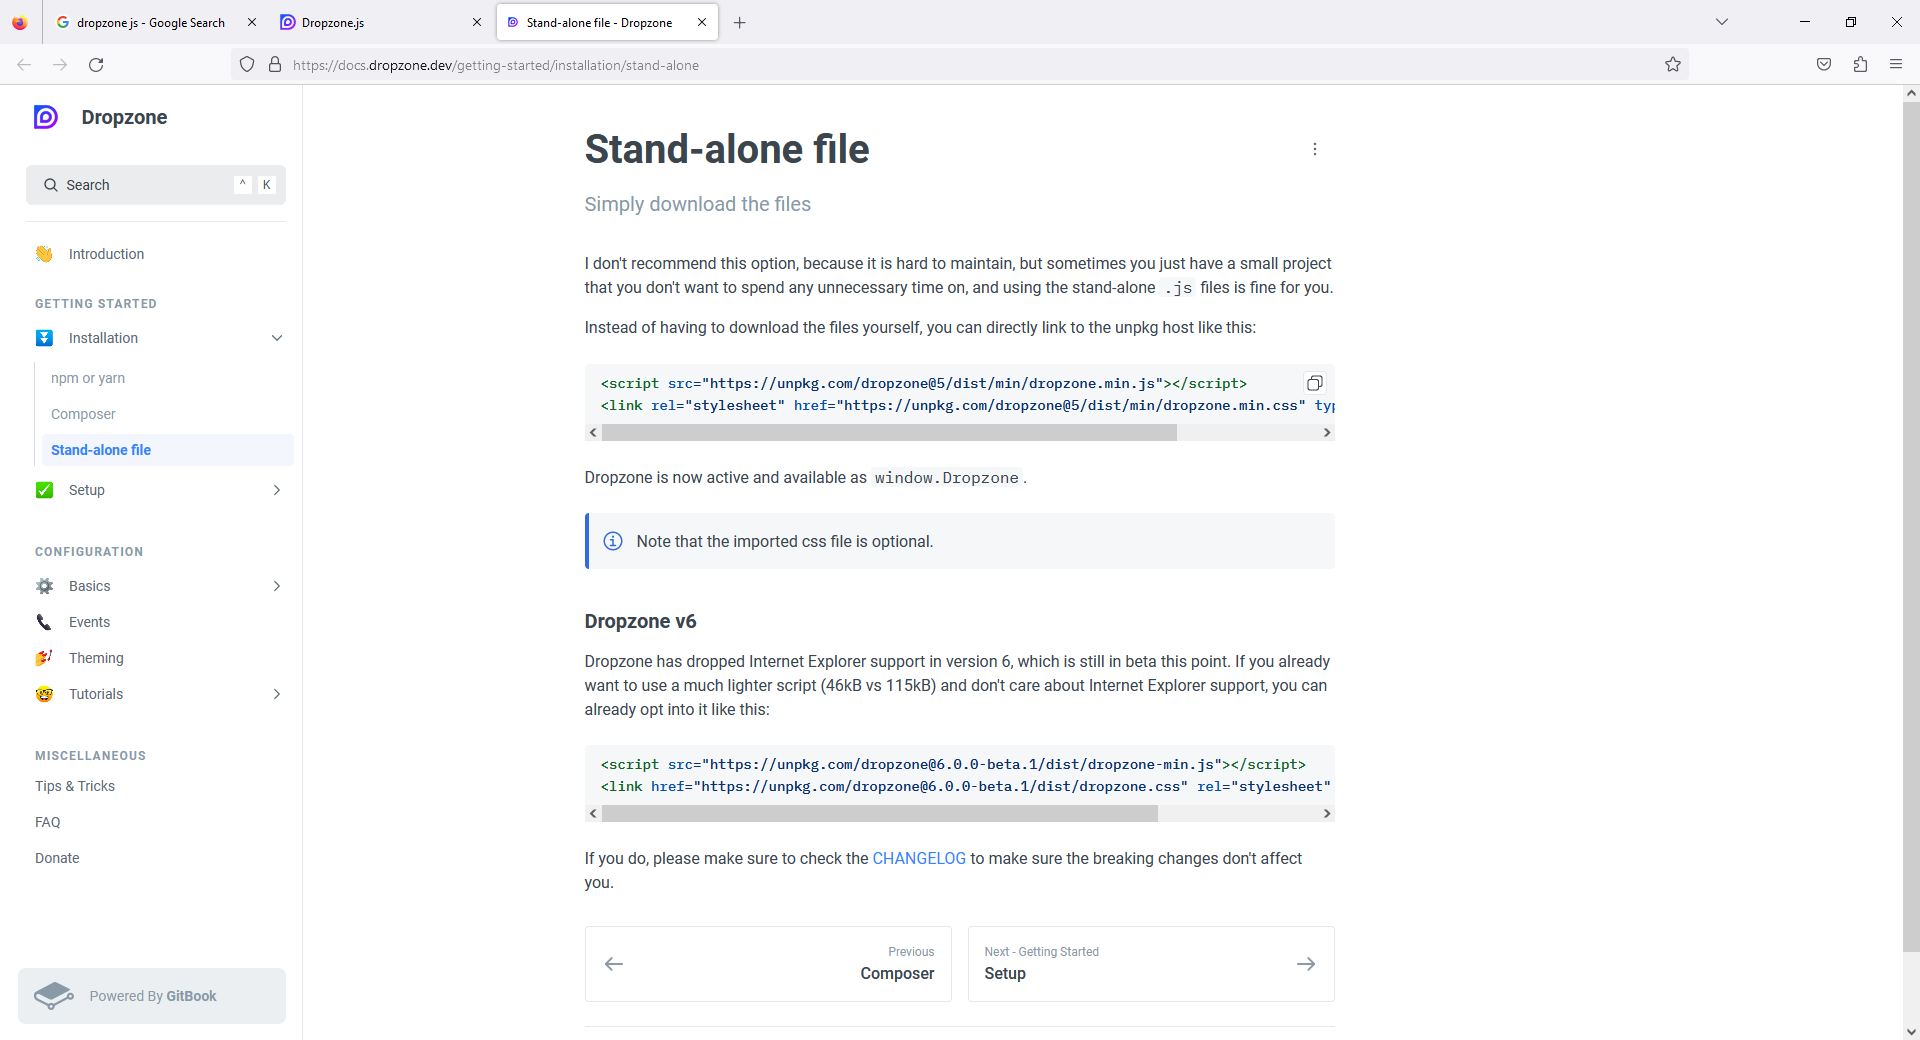 dropzone js - Google Search
Dropzone.js
Stand-alone file - Dropzone
https://docs.dropzone.dev/getting-started/installation/stand-alone
Dropzone
Search
^ K
Introduction
GETTING STARTED
Installation
npm or yarn
Composer
Stand-alone file
Setup
CONFIGURATION
Basics
Events
Theming
Tutorials
MISCELLANEOUS
Tips & Tricks
FAQ
Donate
Powered By GitBook
Stand-alone file
Simply download the files
I don't recommend this option, because it is hard to maintain, but sometimes you just have a small project
that you don't want to spend any unnecessary time on, and using the stand-alone .js files is fine for you.
Instead of having to download the files yourself, you can directly link to the unpkg host like this:
<script src="https://unpkg.com/dropzone@5/dist/min/dropzone.min.js"></script>
<link rel="stylesheet" href="https://unpkg.com/dropzone@5/dist/min/dropzone.min.css" typ
Dropzone is now active and available as window.Dropzone.
Note that the imported css file is optional.
Dropzone v6
Dropzone has dropped Internet Explorer support in version 6, which is still in beta this point. If you already
want to use a much lighter script (46kB vs 115kB) and don't care about Internet Explorer support, you can
already opt into it like this:
<script src="https://unpkg.com/dropzone@6.0.0-beta.1/dist/dropzone-min.js"></script>
<link href="https://unpkg.com/dropzone@6.0.0-beta.1/dist/dropzone.css" rel="stylesheet"
If you do, please make sure to check the CHANGELOG to make sure the breaking changes don't affect
you.
Previous
Composer
Next - Getting Started
Setup